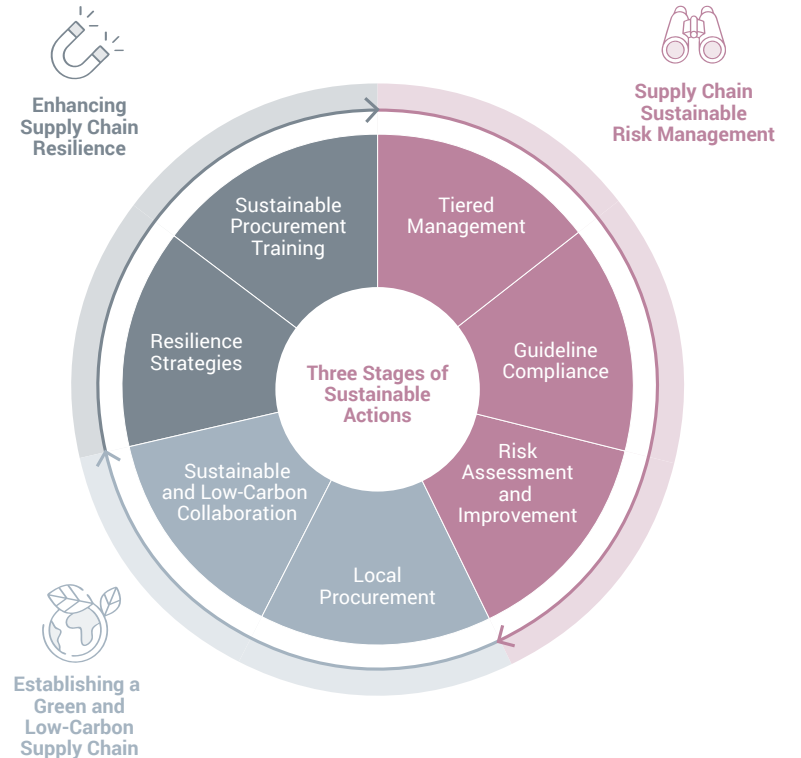 Enhancing
Supply Chain
Resilience
Supply Chain
Sustainable
Risk Management
Sustainable
Procurement
Training
Tiered
Management
Resilience
Strategies
Guideline
Compliance
Three Stages of
Sustainable
Actions
Sustainable
and Low-Carbon
Collaboration
Risk
Assessment
and
Improvement
Local
Procurement
Establishing a
Green and
Low-Carbon
Supply Chain